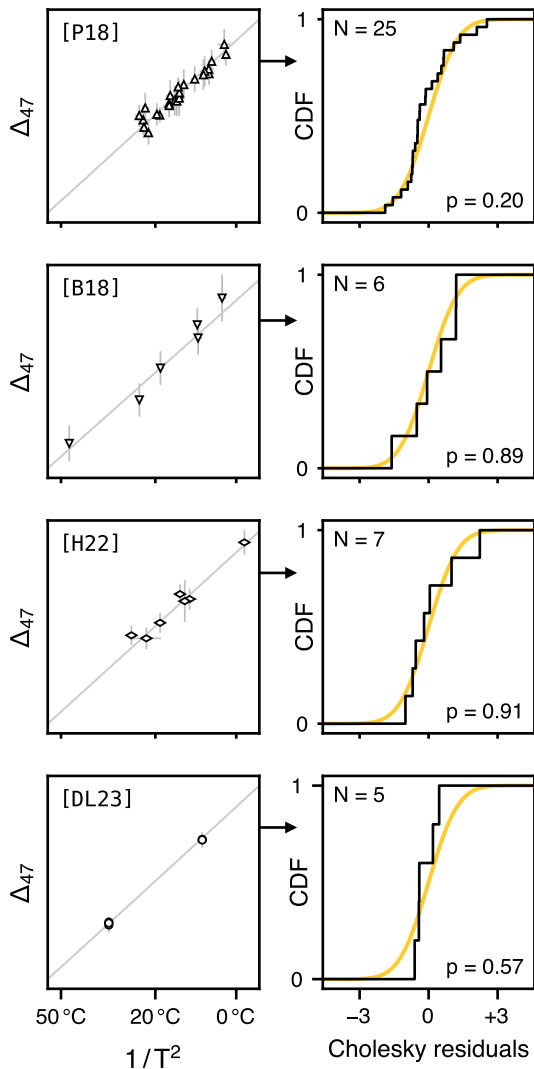 [P18]
Δ47
N = 25
CDF
1
0
p = 0.20
[B18]
Δ47
N = 6
CDF
1
0
p = 0.89
[H22]
Δ47
N = 7
CDF
1
0
p = 0.91
[DL23]
Δ47
N = 5
CDF
1
0
p = 0.57
50°C 20°C 0°C
1 / T²
−3 0 +3
Cholesky residuals